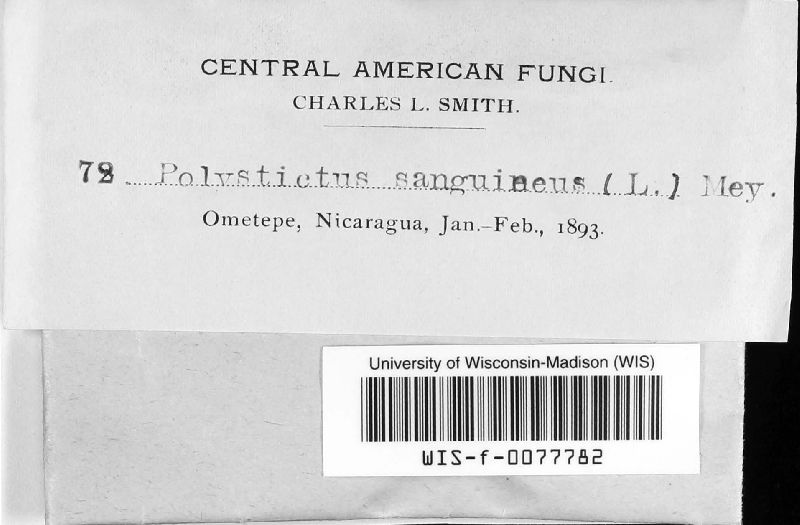 CENTRAL AMERICAN FUNGI.
CHARLES L. SMITH.
Polystictus sanguineus (L.) Mey.
Ometepe, Nicaragua, Jan.–Feb., 1893.
University of Wisconsin-Madison (WIS)
WIS-f-0077782